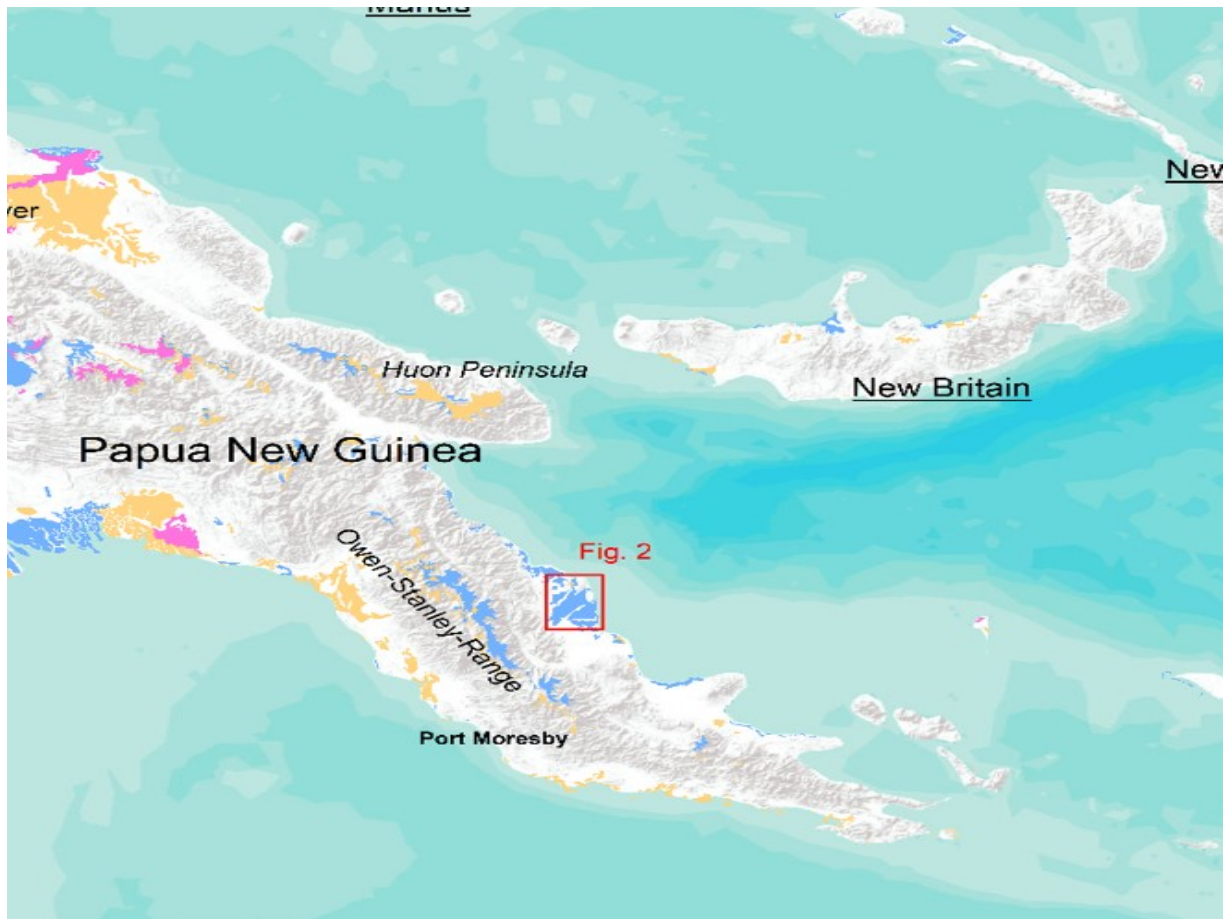 Manus
New
ver
Huon Peninsula
New Britain
Papua New Guinea
Fig. 2
Owen-Stanley-Range
Port Moresby